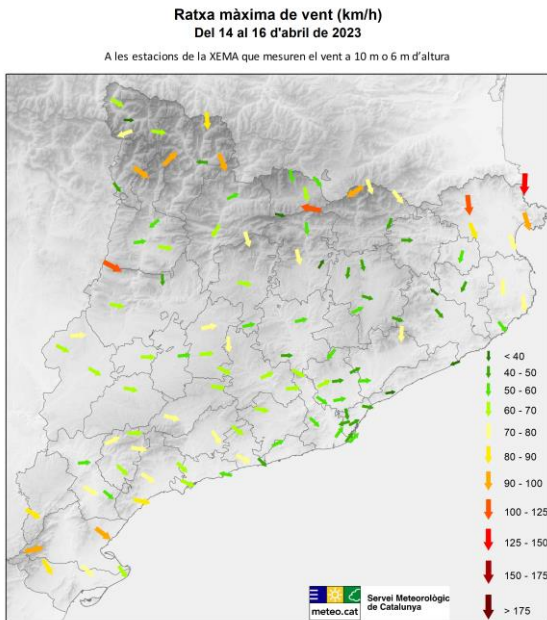 Ratxa màxima de vent (km/h)
Del 14 al 16 d'abril de 2023
A les estacions de la XEMA que mesuren el vent a 10 m o 6 m d'altura
< 40
40 - 50
50 - 60
60 - 70
70 - 80
80 - 90
90 - 100
100 - 125
125 - 150
150 - 175
> 175
meteo.cat
Servei Meteorològic
de Catalunya